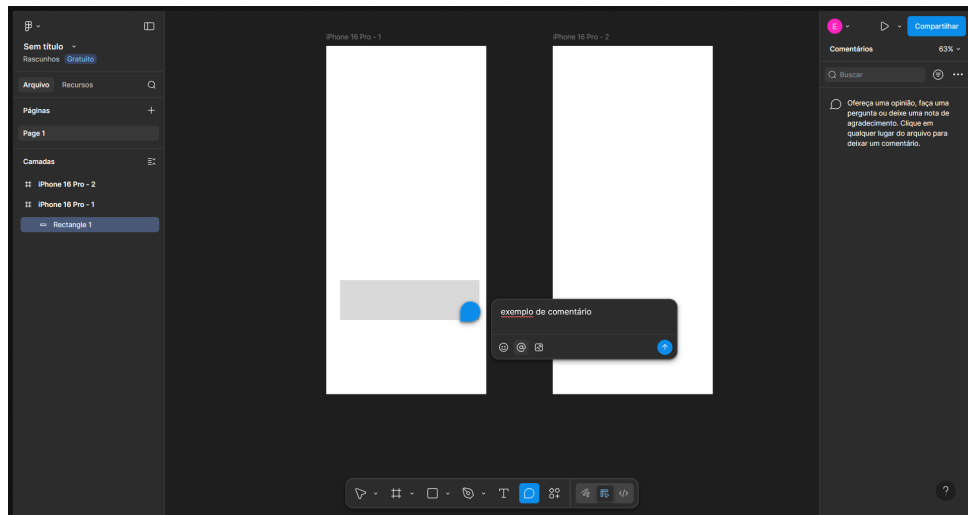 Sem título
Rascunhos Gratuito
Arquivo Recursos
Páginas
Page 1
Camadas
iPhone 16 Pro - 2
iPhone 16 Pro - 1
Rectangle 1
iPhone 16 Pro - 1
iPhone 16 Pro - 2
exemplo de comentário
E
Compartilhar
Comentários 63%
Buscar
Ofereça uma opinião, faça uma
pergunta ou deixe uma nota de
agradecimento. Clique em
qualquer lugar do arquivo para
deixar um comentário.
T
?